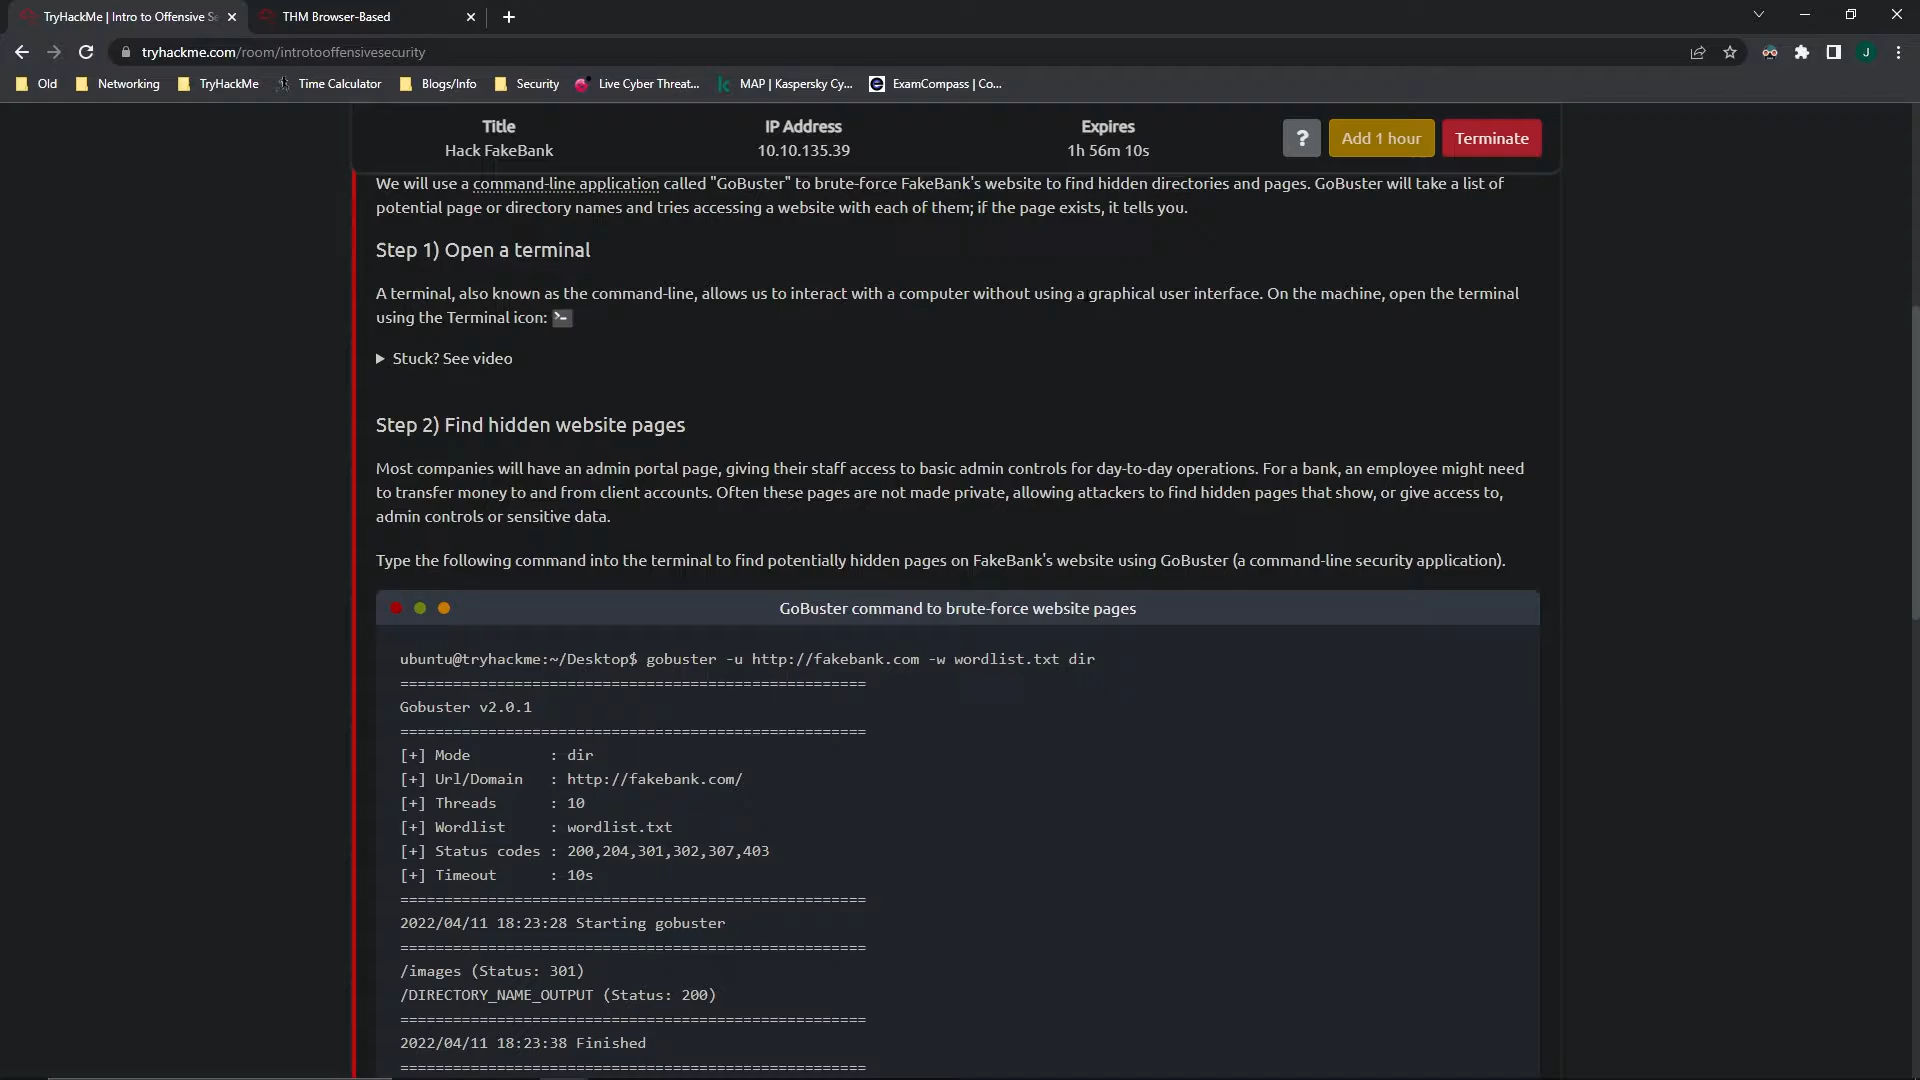 TryHackMe | Intro to Offensive Se
THM Browser-Based
tryhackme.com/room/introtooffensivesecurity
J
Old
Networking
TryHackMe
Time Calculator
Blogs/Info
Security
Live Cyber Threat...
MAP | Kaspersky Cy...
ExamCompass | Co...
Title
Hack FakeBank
IP Address
10.10.135.39
Expires
1h 56m 10s
?
Add 1 hour
Terminate
We will use a command-line application called "GoBuster" to brute-force FakeBank's website to find hidden directories and pages. GoBuster will take a list of
potential page or directory names and tries accessing a website with each of them; if the page exists, it tells you.
Step 1) Open a terminal
A terminal, also known as the command-line, allows us to interact with a computer without using a graphical user interface. On the machine, open the terminal
using the Terminal icon: >-
Stuck? See video
Step 2) Find hidden website pages
Most companies will have an admin portal page, giving their staff access to basic admin controls for day-to-day operations. For a bank, an employee might need
to transfer money to and from client accounts. Often these pages are not made private, allowing attackers to find hidden pages that show, or give access to,
admin controls or sensitive data.
Type the following command into the terminal to find potentially hidden pages on FakeBank's website using GoBuster (a command-line security application).
GoBuster command to brute-force website pages
ubuntu@tryhackme:~/Desktop$ gobuster -u http://fakebank.com -w wordlist.txt dir
=====================================================
Gobuster v2.0.1
=====================================================
[+] Mode         : dir
[+] Url/Domain   : http://fakebank.com/
[+] Threads      : 10
[+] Wordlist     : wordlist.txt
[+] Status codes : 200,204,301,302,307,403
[+] Timeout      : 10s
=====================================================
2022/04/11 18:23:28 Starting gobuster
=====================================================
/images (Status: 301)
/DIRECTORY_NAME_OUTPUT (Status: 200)
=====================================================
2022/04/11 18:23:38 Finished
=====================================================